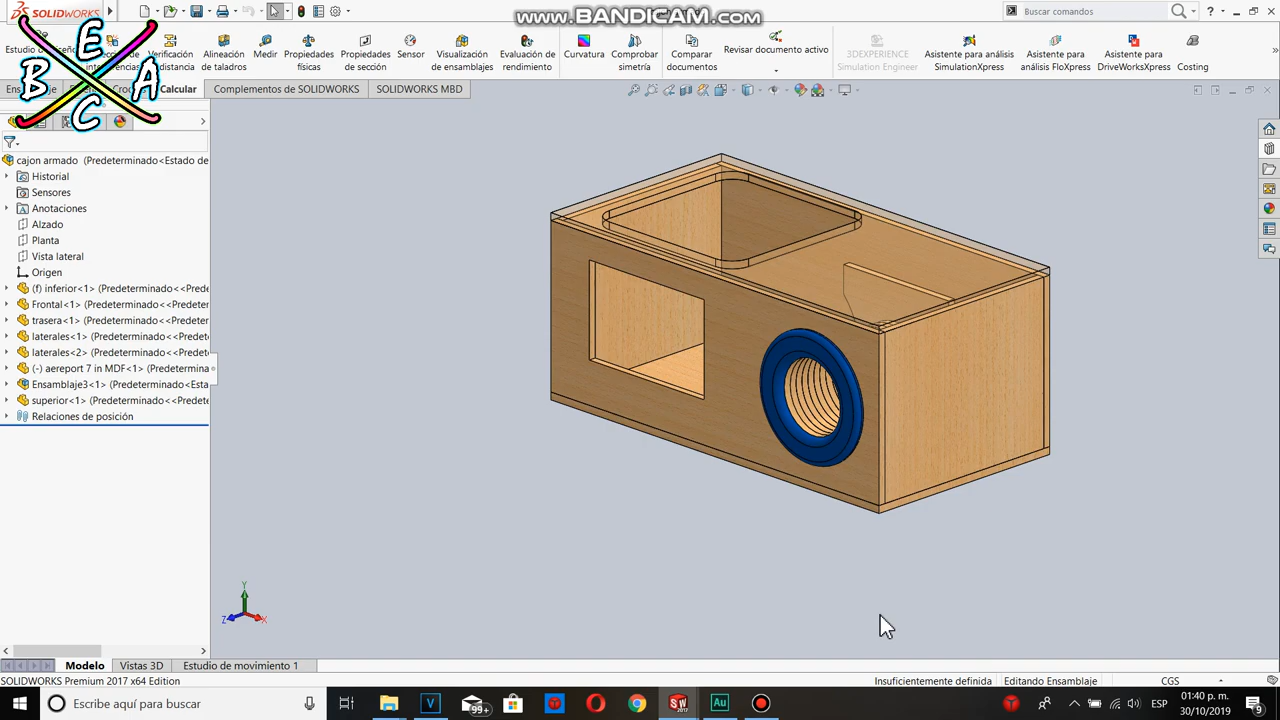 SOLIDWORKS
www.BANDICAM.com
Buscar comandos
Verificación
distancia
Alineación
de taladros
Medir
Propiedades
físicas
Propiedades
de sección
Sensor
Visualización
de ensamblajes
Evaluación de
rendimiento
Curvatura
Comprobar
simetría
Comparar
documentos
Revisar documento activo
3DEXPERIENCE
Simulation Engineer
Asistente para análisis
SimulationXpress
Asistente para
análisis FloXpress
Asistente para
DriveWorksXpress
Costing
E
B A
C
Calcular
Complementos de SOLIDWORKS
SOLIDWORKS MBD
cajon armado (Predeterminado<Estado de
Historial
Sensores
Anotaciones
Alzado
Planta
Vista lateral
Origen
(f) inferior<1> (Predeterminado<<Prede
Frontal<1> (Predeterminado<<Predeter
trasera<1> (Predeterminado<<Predeter
laterales<1> (Predeterminado<<Predet
laterales<2> (Predeterminado<<Predet
(-) aereport 7 in MDF<1> (Predetermina
Ensamblaje3<1> (Predeterminado<Esta
superior<1> (Predeterminado<<Predete
Relaciones de posición
Y
Z X
Modelo
Vistas 3D
Estudio de movimiento 1
SOLIDWORKS Premium 2017 x64 Edition
Insuficientemente definida
Editando Ensamblaje
CGS
Escribe aquí para buscar
99+
ESP
01:40 p. m.
30/10/2019